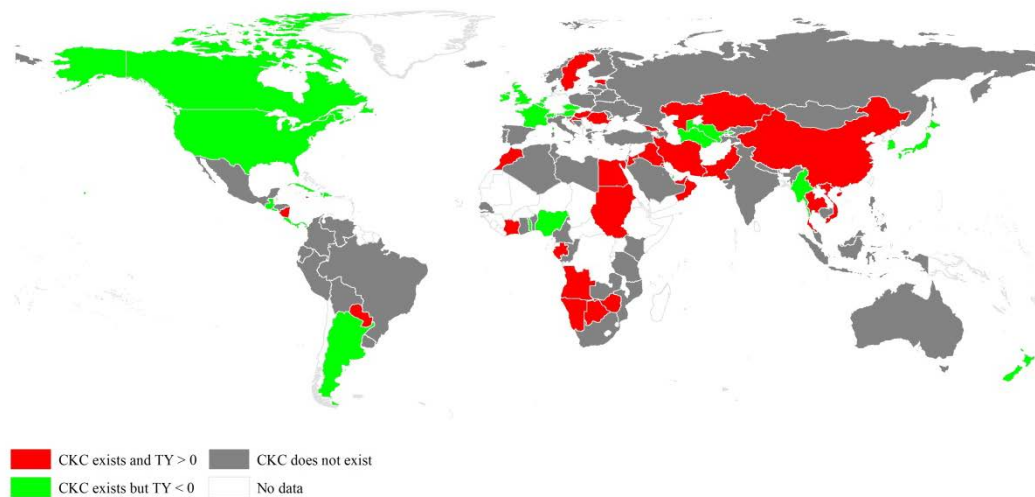 CKC exists and TY > 0
CKC does not exist
CKC exists but TY < 0
No data